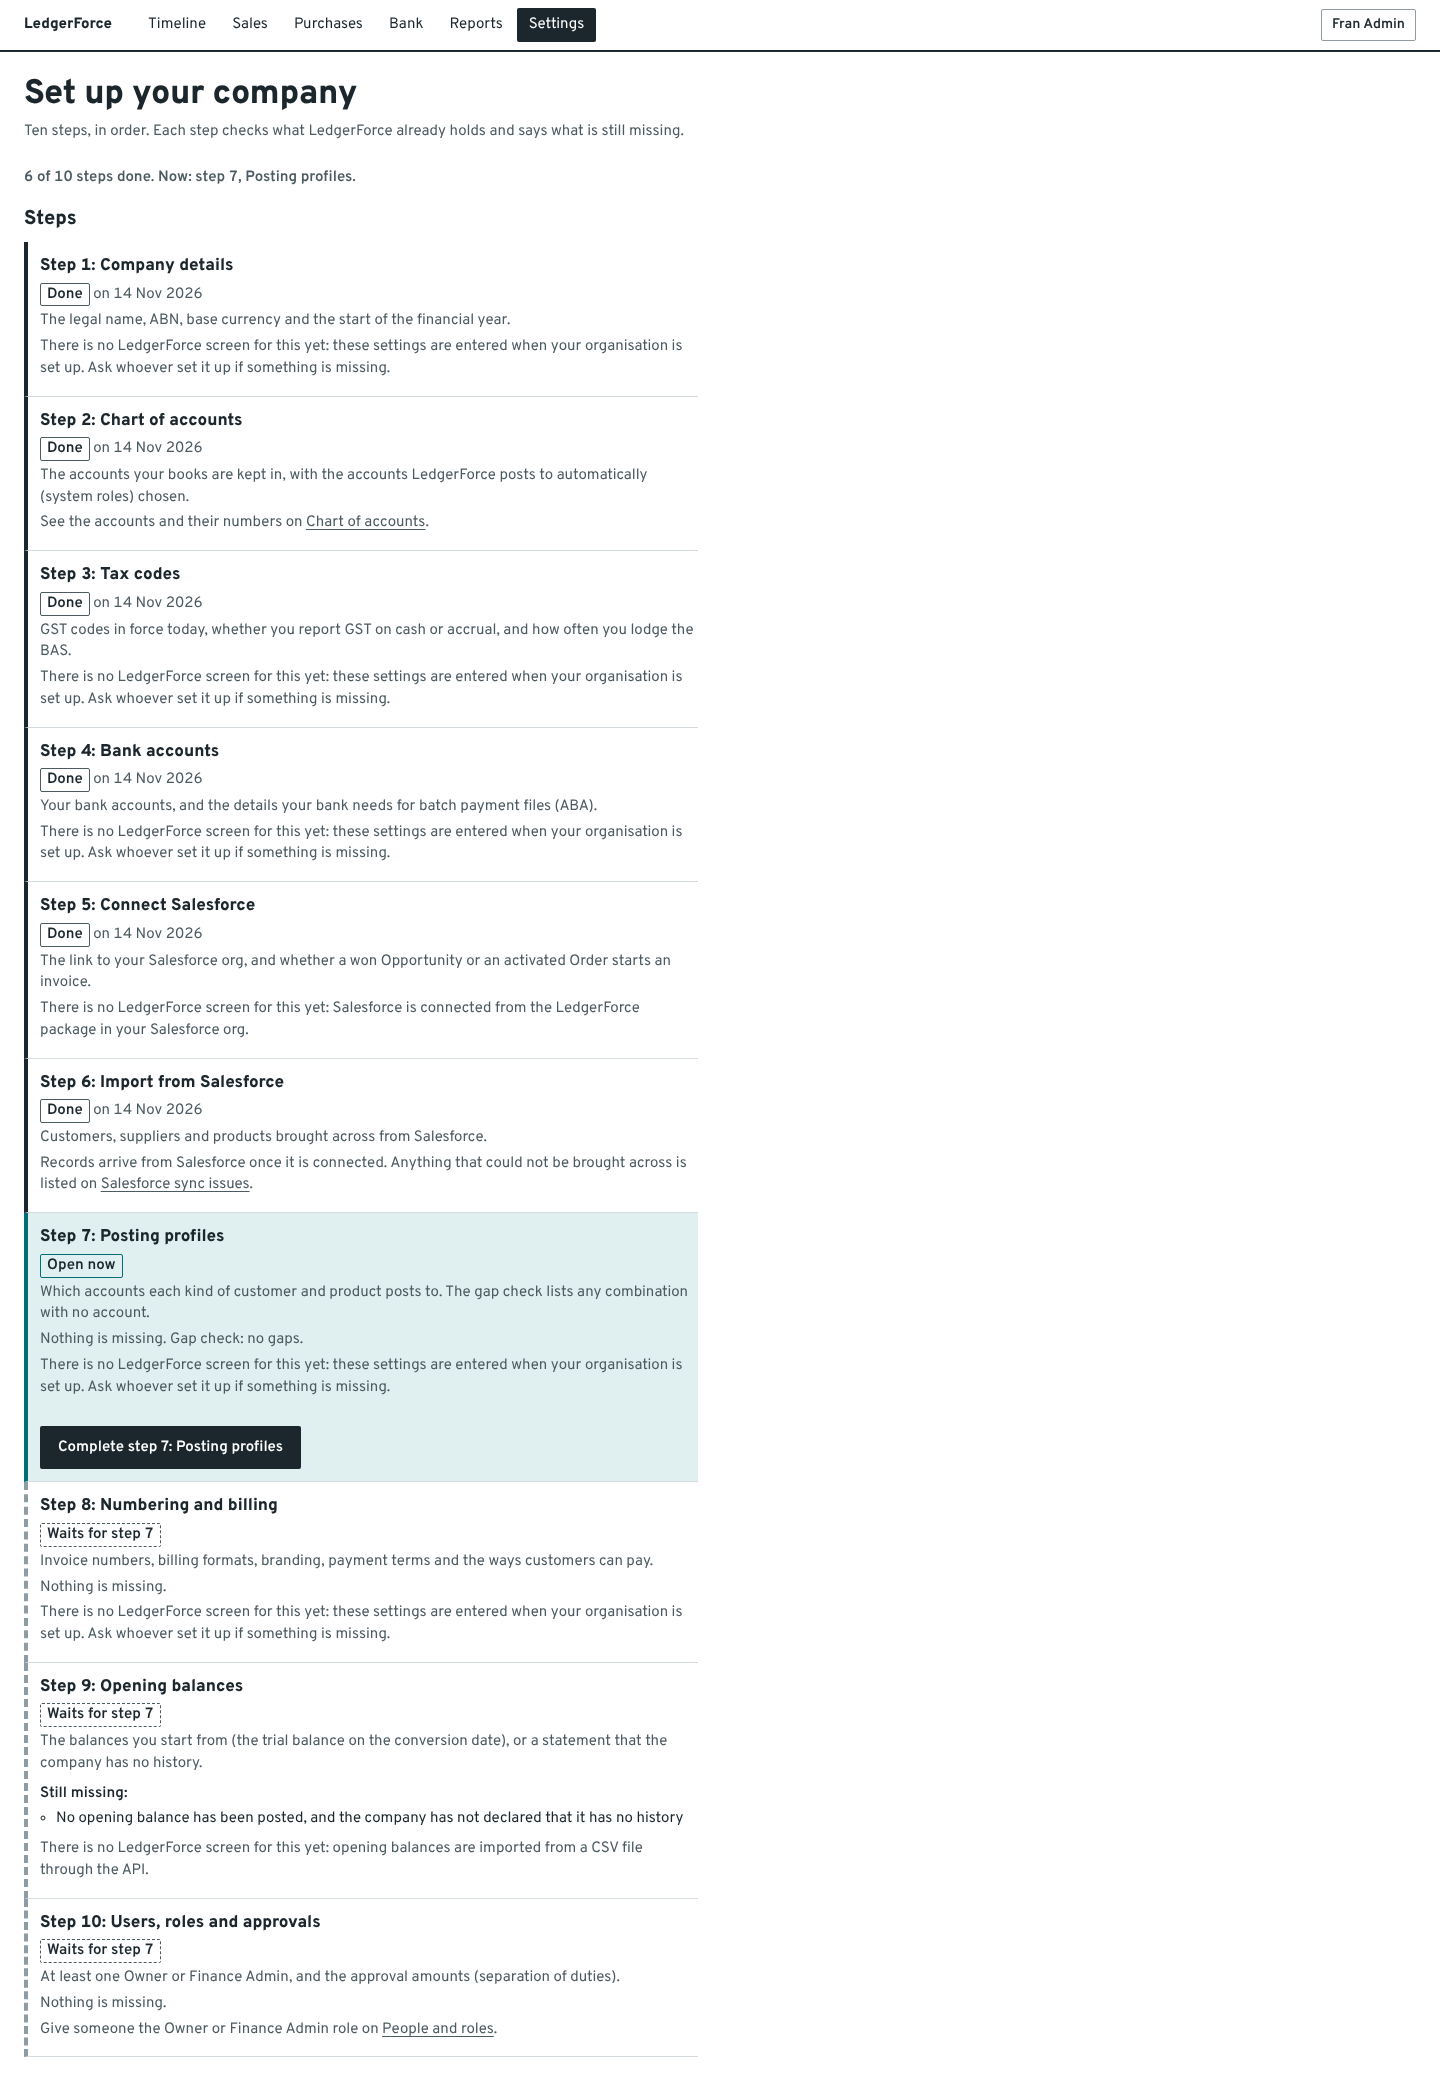 LedgerForce Timeline Sales Purchases Bank Reports Settings Fran Admin
Set up your company
Ten steps, in order. Each step checks what LedgerForce already holds and says what is still missing.
6 of 10 steps done. Now: step 7, Posting profiles.
Steps
Step 1: Company details
Done on 14 Nov 2026
The legal name, ABN, base currency and the start of the financial year.
There is no LedgerForce screen for this yet: these settings are entered when your organisation is
set up. Ask whoever set it up if something is missing.
Step 2: Chart of accounts
Done on 14 Nov 2026
The accounts your books are kept in, with the accounts LedgerForce posts to automatically
(system roles) chosen.
See the accounts and their numbers on Chart of accounts.
Step 3: Tax codes
Done on 14 Nov 2026
GST codes in force today, whether you report GST on cash or accrual, and how often you lodge the
BAS.
There is no LedgerForce screen for this yet: these settings are entered when your organisation is
set up. Ask whoever set it up if something is missing.
Step 4: Bank accounts
Done on 14 Nov 2026
Your bank accounts, and the details your bank needs for batch payment files (ABA).
There is no LedgerForce screen for this yet: these settings are entered when your organisation is
set up. Ask whoever set it up if something is missing.
Step 5: Connect Salesforce
Done on 14 Nov 2026
The link to your Salesforce org, and whether a won Opportunity or an activated Order starts an
invoice.
There is no LedgerForce screen for this yet: Salesforce is connected from the LedgerForce
package in your Salesforce org.
Step 6: Import from Salesforce
Done on 14 Nov 2026
Customers, suppliers and products brought across from Salesforce.
Records arrive from Salesforce once it is connected. Anything that could not be brought across is
listed on Salesforce sync issues.
Step 7: Posting profiles
Open now
Which accounts each kind of customer and product posts to. The gap check lists any combination
with no account.
Nothing is missing. Gap check: no gaps.
There is no LedgerForce screen for this yet: these settings are entered when your organisation is
set up. Ask whoever set it up if something is missing.
Complete step 7: Posting profiles
Step 8: Numbering and billing
Waits for step 7
Invoice numbers, billing formats, branding, payment terms and the ways customers can pay.
Nothing is missing.
There is no LedgerForce screen for this yet: these settings are entered when your organisation is
set up. Ask whoever set it up if something is missing.
Step 9: Opening balances
Waits for step 7
The balances you start from (the trial balance on the conversion date), or a statement that the
company has no history.
Still missing:
◦ No opening balance has been posted, and the company has not declared that it has no history
There is no LedgerForce screen for this yet: opening balances are imported from a CSV file
through the API.
Step 10: Users, roles and approvals
Waits for step 7
At least one Owner or Finance Admin, and the approval amounts (separation of duties).
Nothing is missing.
Give someone the Owner or Finance Admin role on People and roles.